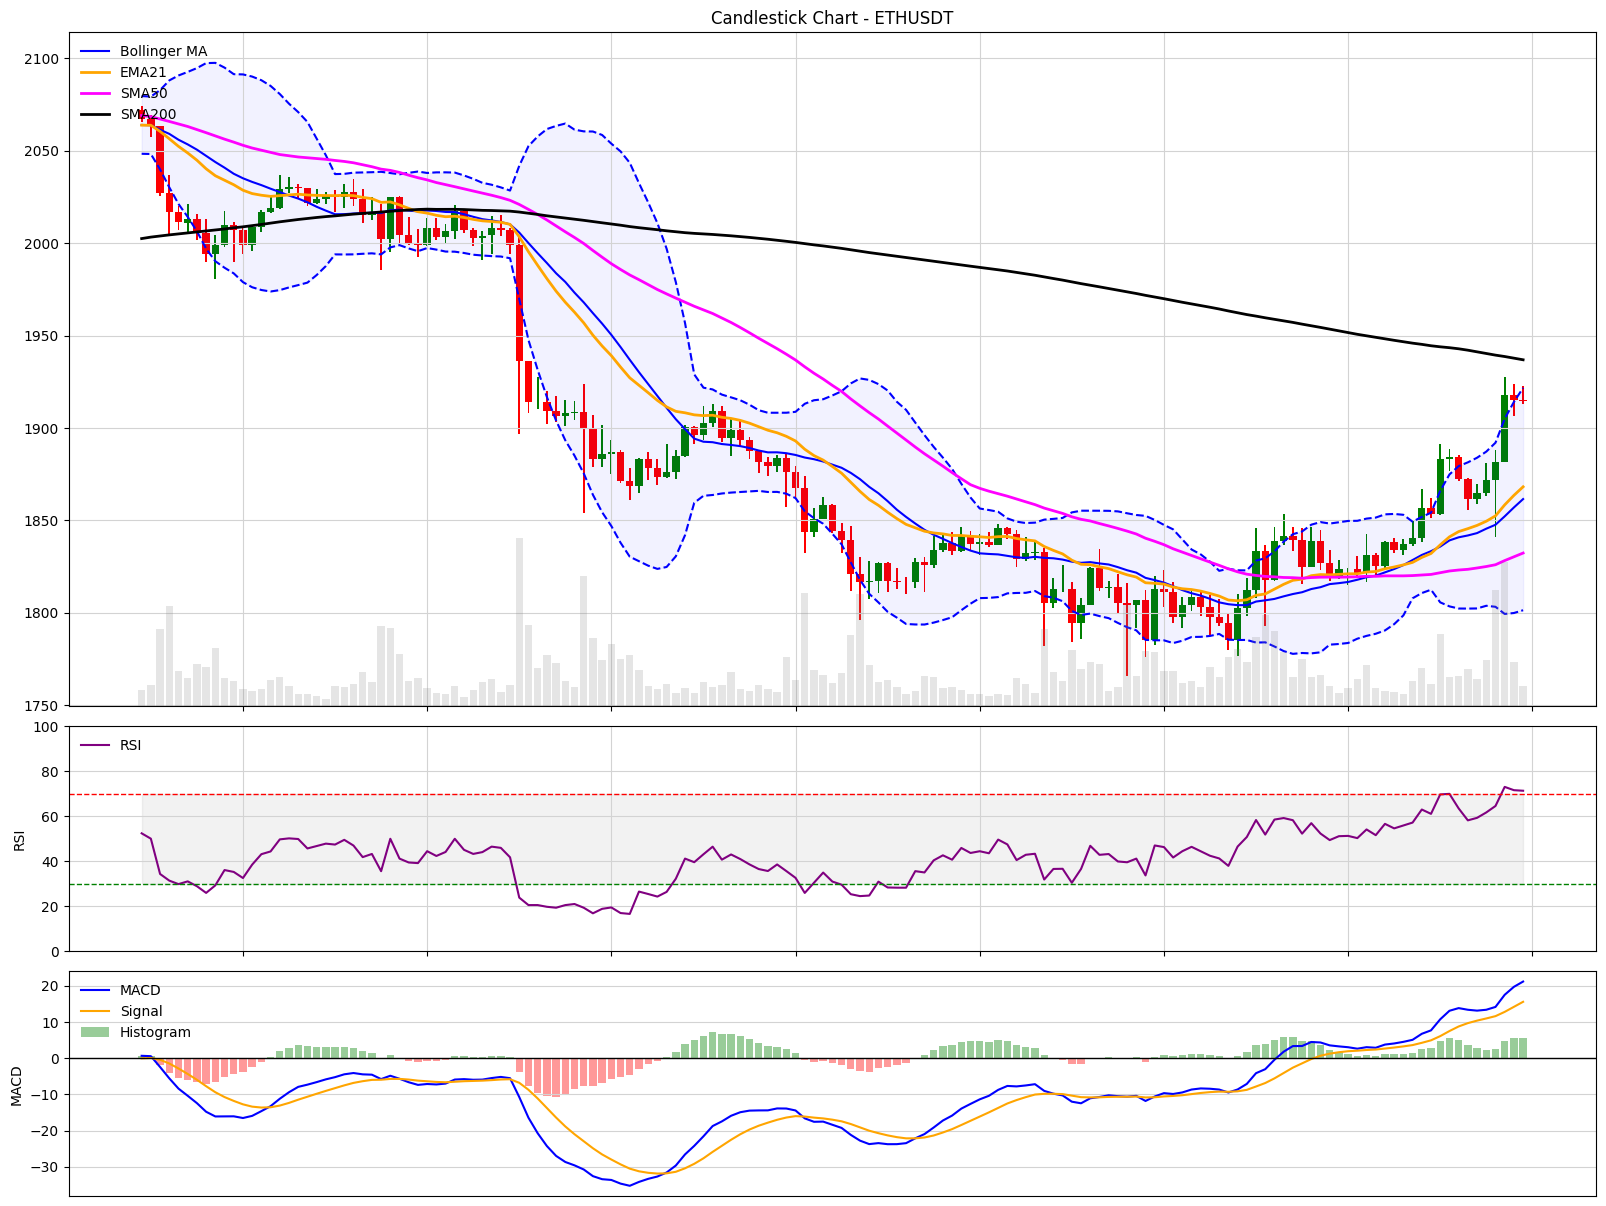 Candlestick Chart - ETHUSDT
Bollinger MA
EMA21
SMA50
SMA200
2100
2050
2000
1950
1900
1850
1800
1750
RSI
100
80
60
40
20
0
RSI
MACD
Signal
Histogram
20
10
0
−10
−20
−30
MACD